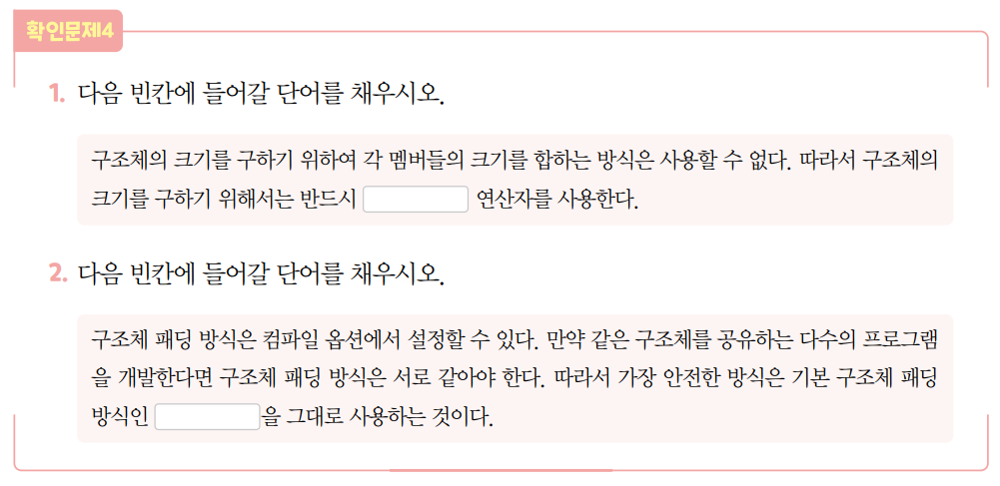 확인문제4
1. 다음 빈칸에 들어갈 단어를 채우시오.
구조체의 크기를 구하기 위하여 각 멤버들의 크기를 합하는 방식은 사용할 수 없다. 따라서 구조체의
크기를 구하기 위해서는 반드시 연산자를 사용한다.
2. 다음 빈칸에 들어갈 단어를 채우시오.
구조체 패딩 방식은 컴파일 옵션에서 설정할 수 있다. 만약 같은 구조체를 공유하는 다수의 프로그램
을 개발한다면 구조체 패딩 방식은 서로 같아야 한다. 따라서 가장 안전한 방식은 기본 구조체 패딩
방식인 을 그대로 사용하는 것이다.